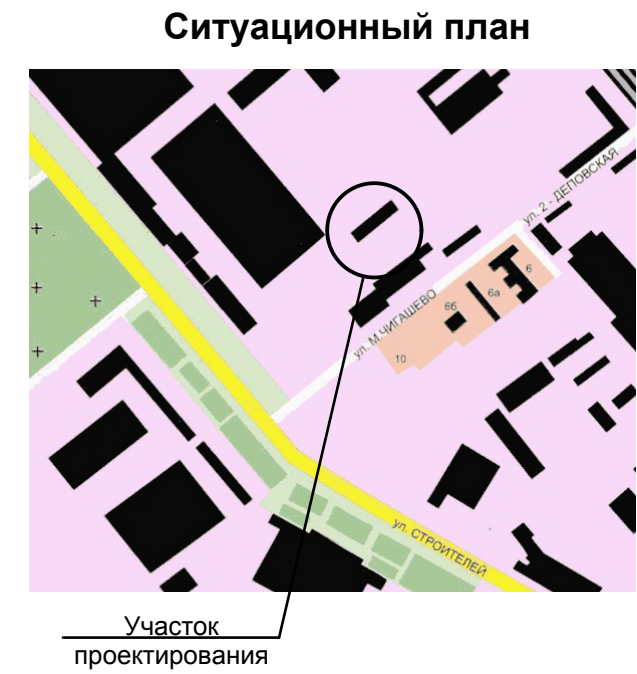 Ситуационный план
ул. 2 - ДЕПОВСКАЯ
6
6а
6б
ул. М.ЧИГАШЕВО
10
ул. СТРОИТЕЛЕЙ
Участок
проектирования